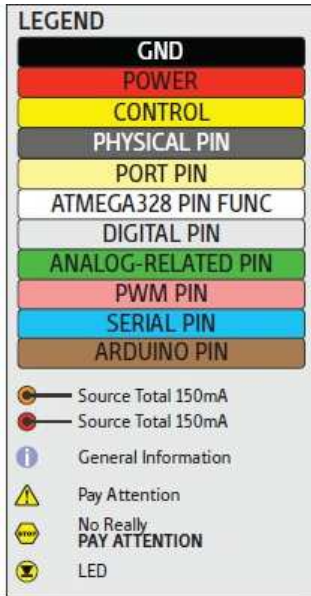 LEGEND
GND
POWER
CONTROL
PHYSICAL PIN
PORT PIN
ATMEGA328 PIN FUNC
DIGITAL PIN
ANALOG-RELATED PIN
PWM PIN
SERIAL PIN
ARDUINO PIN
Source Total 150mA
Source Total 150mA
i General Information
Pay Attention
STOP No Really
PAY ATTENTION
LED